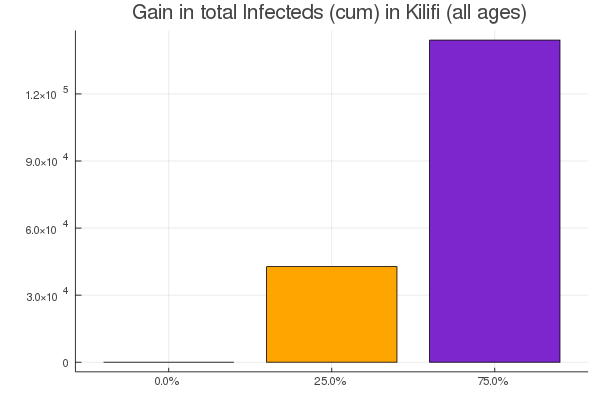 Gain in total Infecteds (cum) in Kilifi (all ages)
1.2×10 5
9.0×10 4
6.0×10 4
3.0×10 4
0
0.0% 25.0% 75.0%